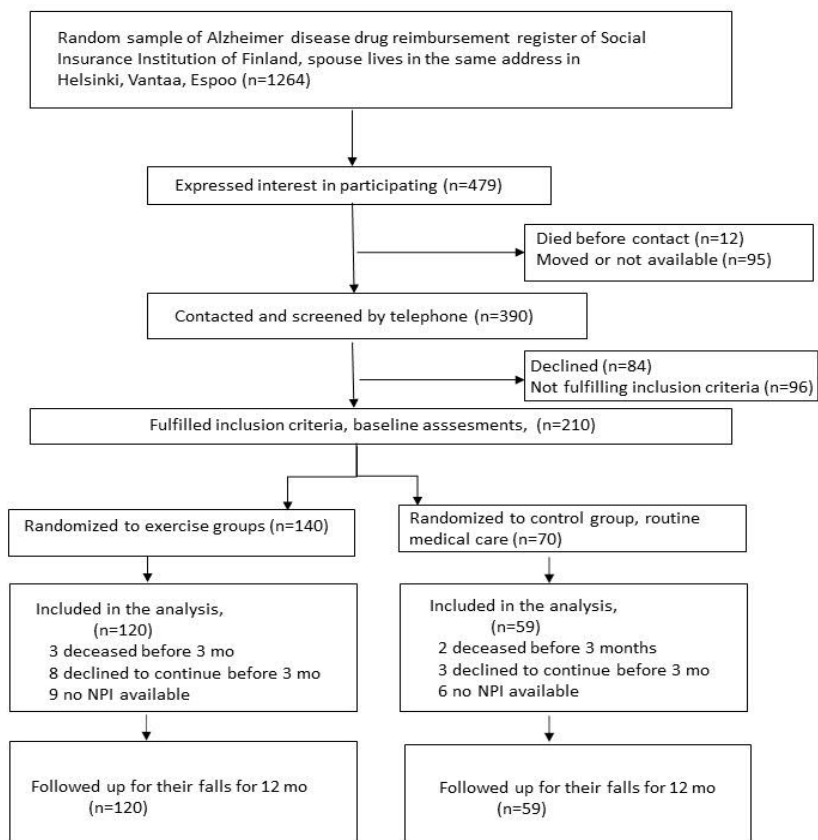 Random sample of Alzheimer disease drug reimbursement register of Social
Insurance Institution of Finland, spouse lives in the same address in
Helsinki, Vantaa, Espoo (n=1264)
Expressed interest in participating (n=479)
Died before contact (n=12)
Moved or not available (n=95)
Contacted and screened by telephone (n=390)
Declined (n=84)
Not fulfilling inclusion criteria (n=96)
Fulfilled inclusion criteria, baseline asssesments, (n=210)
Randomized to exercise groups (n=140)
Randomized to control group, routine
medical care (n=70)
Included in the analysis,
(n=120)
3 deceased before 3 mo
8 declined to continue before 3 mo
9 no NPI available
Included in the analysis,
(n=59)
2 deceased before 3 months
3 declined to continue before 3 mo
6 no NPI available
Followed up for their falls for 12 mo
(n=120)
Followed up for their falls for 12 mo
(n=59)